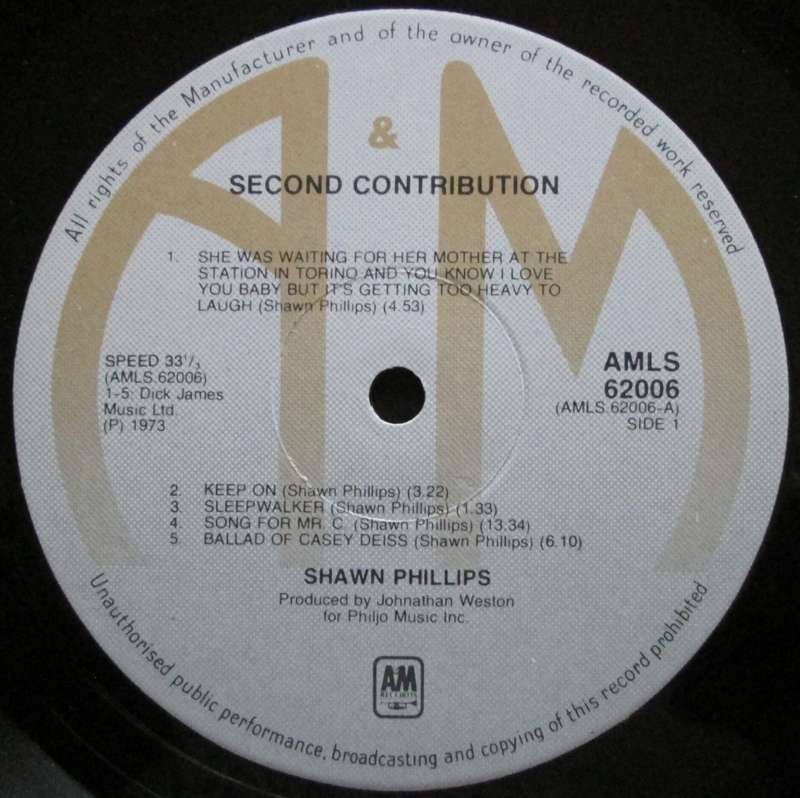 All rights of the Manufacturer and of the owner of the recorded work reserved
A & M
SECOND CONTRIBUTION
1. SHE WAS WAITING FOR HER MOTHER AT THE
STATION IN TORINO AND YOU KNOW I LOVE
YOU BABY BUT IT'S GETTING TOO HEAVY TO
LAUGH (Shawn Phillips) (4.53)
SPEED 33⅓
(AMLS.62006)
1-5: Dick James
Music Ltd.
(P) 1973
AMLS
62006
(AMLS.62006-A)
SIDE 1
2. KEEP ON (Shawn Phillips) (3.22)
3. SLEEPWALKER (Shawn Phillips) (1.33)
4. SONG FOR MR. C. (Shawn Phillips) (13.34)
5. BALLAD OF CASEY DEISS (Shawn Phillips) (6.10)
SHAWN PHILLIPS
Produced by Johnathan Weston
for Philjo Music Inc.
A&M
RECORDS
Unauthorised public performance, broadcasting and copying of this record prohibited